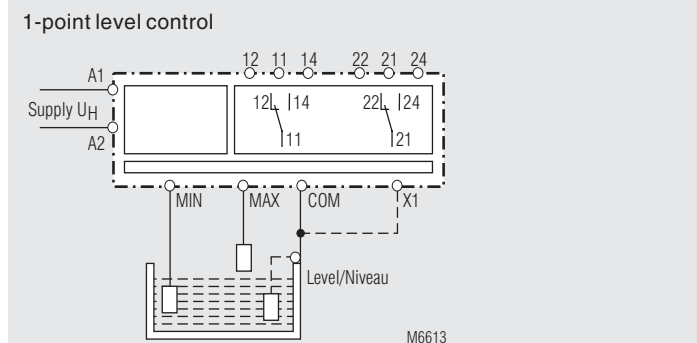 1-point level control
12 11 14 22 21 24
A1
Supply UH
A2
12 14 22 24
11 21
MIN MAX COM X1
Level/Niveau
M6613